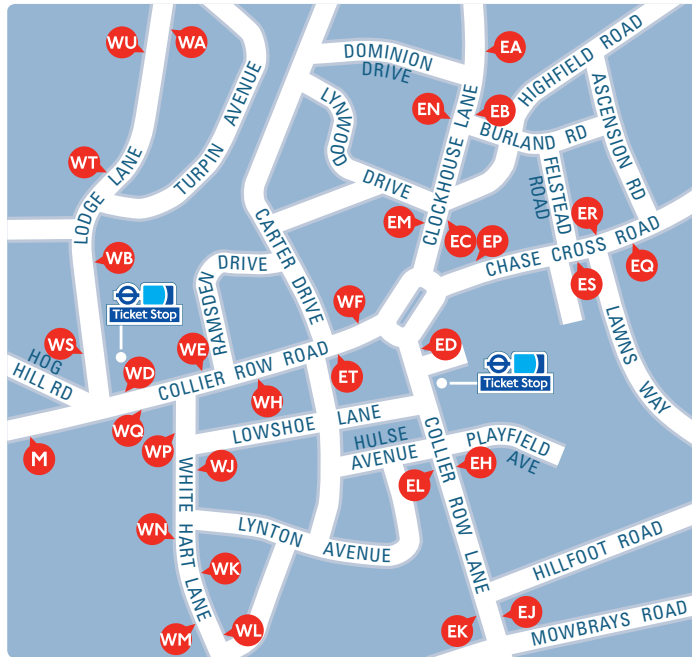 WU
WA
EA
DOMINION
DRIVE
HIGHFIELD ROAD
TURPIN AVENUE
LYNWOOD
DRIVE
EN
EB
CLOCKHOUSE LANE
BURLAND RD
ASCENSION RD
WT
LODGE LANE
FELSTEAD
ROAD
EM
EC
EP
ER
CARTER DRIVE
CHASE CROSS ROAD
EQ
ES
WB
RAMSDEN
DRIVE
WF
Ticket Stop
WS
HOG
HILL RD
WD
WE
COLLIER ROW ROAD
ET
ED
LAWNS WAY
Ticket Stop
WH
WQ
WP
M
LOWSHOE LANE
HULSE
AVENUE
PLAYFIELD
AVE
WJ
EL
EH
WHITE HART LANE
COLLIER ROW LANE
WN
LYNTON AVENUE
WK
HILLFOOT ROAD
WM
WL
EK
EJ
MOWBRAYS ROAD